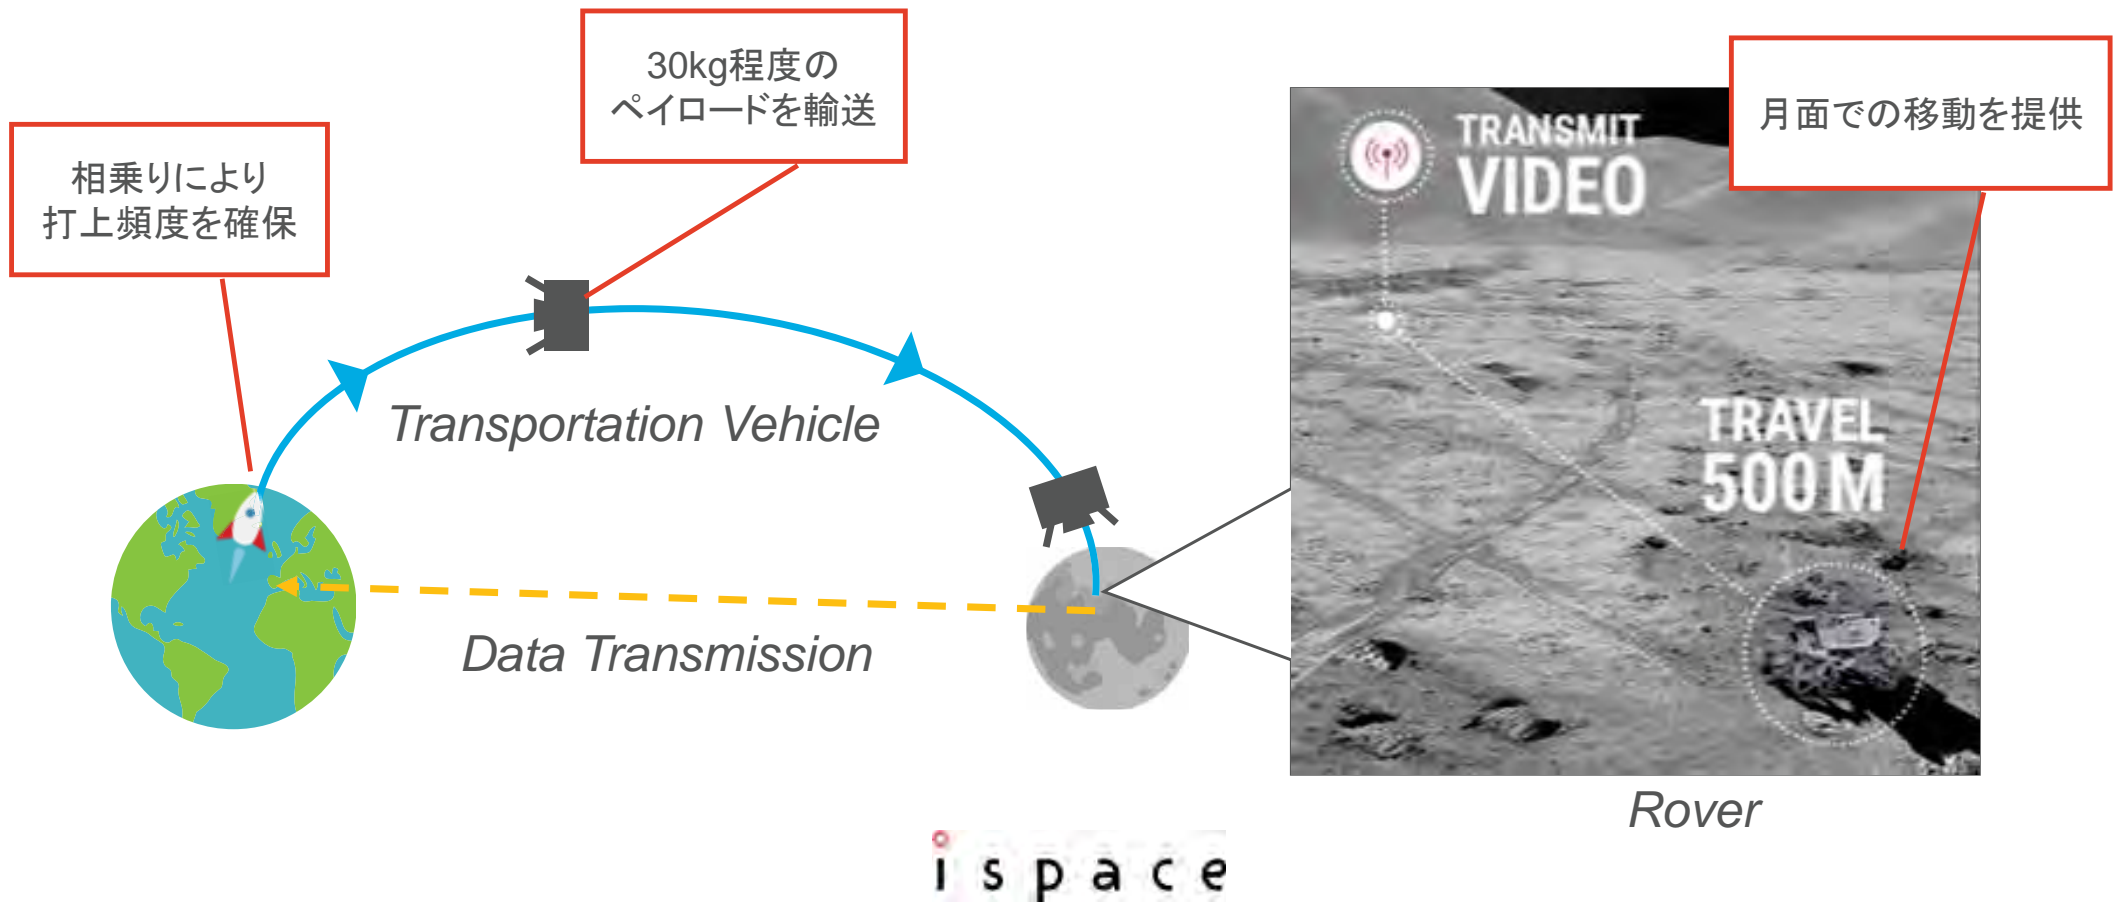 30kg程度の
ペイロードを輸送
月面での移動を提供
相乗りにより
打上頻度を確保
TRANSMIT
VIDEO
Transportation Vehicle
TRAVEL
500 M
Data Transmission
Rover
ispace